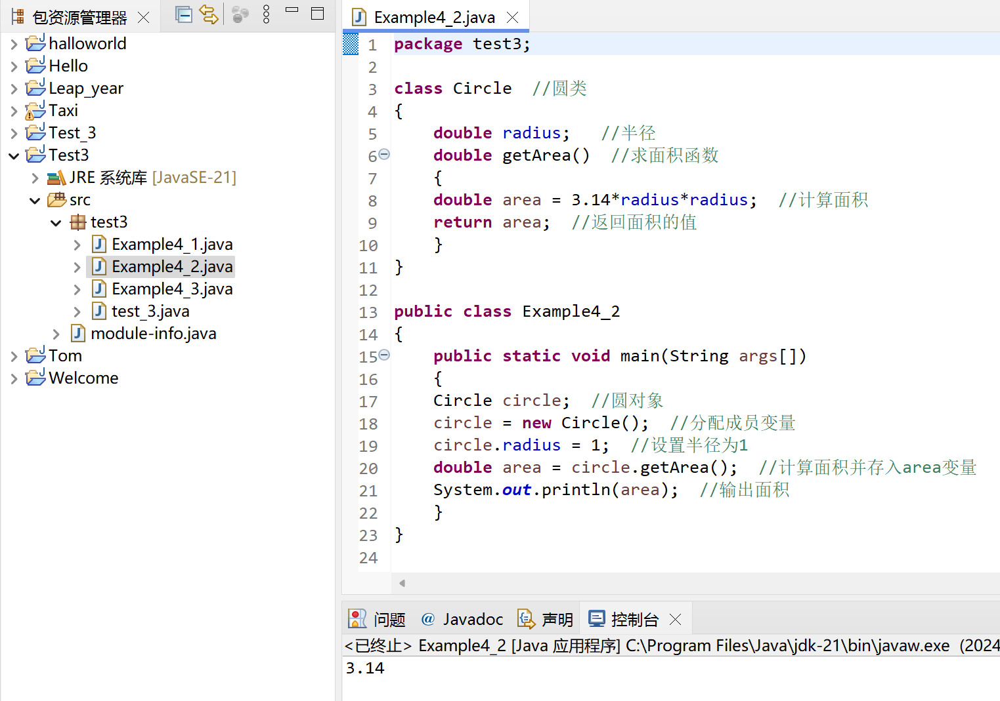 包资源管理器
halloworld
Hello
Leap_year
Taxi
Test_3
Test3
JRE 系统库 [JavaSE-21]
src
test3
Example4_1.java
Example4_2.java
Example4_3.java
test_3.java
module-info.java
Tom
Welcome
Example4_2.java
1 package test3;
2
3 class Circle  //圆类
4 {
5     double radius;   //半径
6     double getArea()  //求面积函数
7     {
8     double area = 3.14*radius*radius;  //计算面积
9     return area;  //返回面积的值
10     }
11 }
12
13 public class Example4_2
14 {
15     public static void main(String args[])
16     {
17     Circle circle;  //圆对象
18     circle = new Circle();  //分配成员变量
19     circle.radius = 1;  //设置半径为1
20     double area = circle.getArea();  //计算面积并存入area变量
21     System.out.println(area);  //输出面积
22     }
23 }
24
问题 @ Javadoc 声明 控制台
<已终止> Example4_2 [Java 应用程序] C:\Program Files\Java\jdk-21\bin\javaw.exe  (2024
3.14